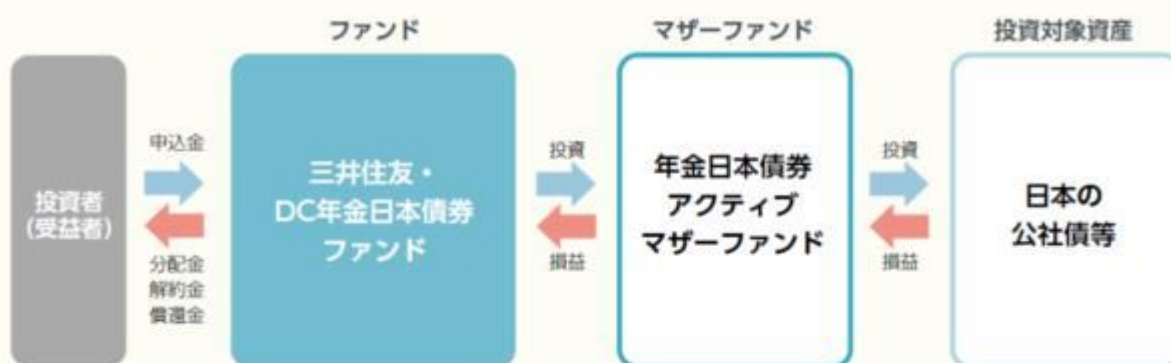 ファンド
マザーファンド
投資対象資産
投資者
(受益者)
申込金
分配金
解約金
償還金
三井住友・
DC年金日本債券
ファンド
投資
損益
年金日本債券
アクティブ
マザーファンド
投資
損益
日本の
公社債等